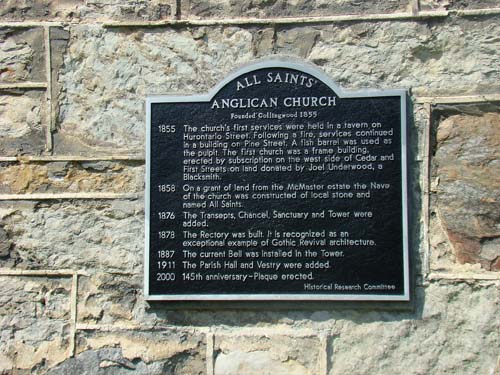 ALL SAINTS'
ANGLICAN CHURCH
Founded Collingwood 1855
1855 The church's first services were held in a tavern on
Hurontario Street. Following a fire, services continued
in a building on Pine Street. A fish barrel was used as
the pulpit. The first church was a frame building,
erected by subscription on the west side of Cedar and
First Streets on land donated by Joel Underwood, a
Blacksmith.
1858 On a grant of land from the McMaster estate the Nave
of the church was constructed of local stone and
named All Saints.
1876 The Transepts, Chancel, Sanctuary and Tower were
added.
1878 The Rectory was built. It is recognized as an
exceptional example of Gothic Revival architecture.
1887 The current Bell was installed in the Tower.
1911 The Parish Hall and Vestry were added.
2000 145th anniversary - Plaque erected.
Historical Research Committee